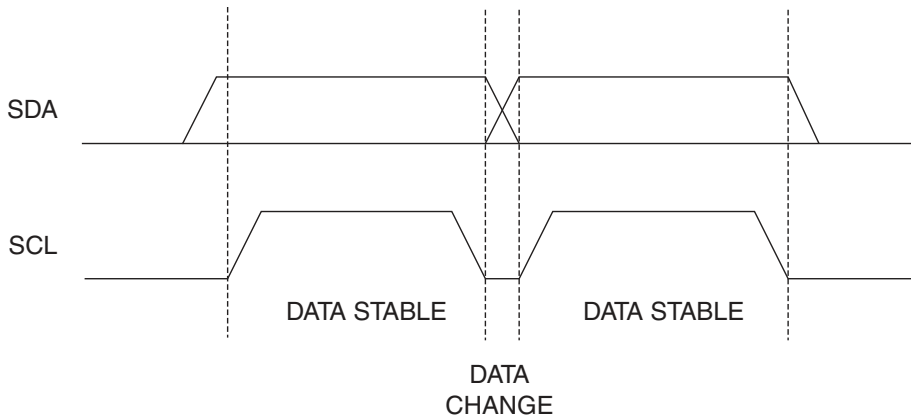 SDA
SCL
DATA STABLE
DATA STABLE
DATA
CHANGE